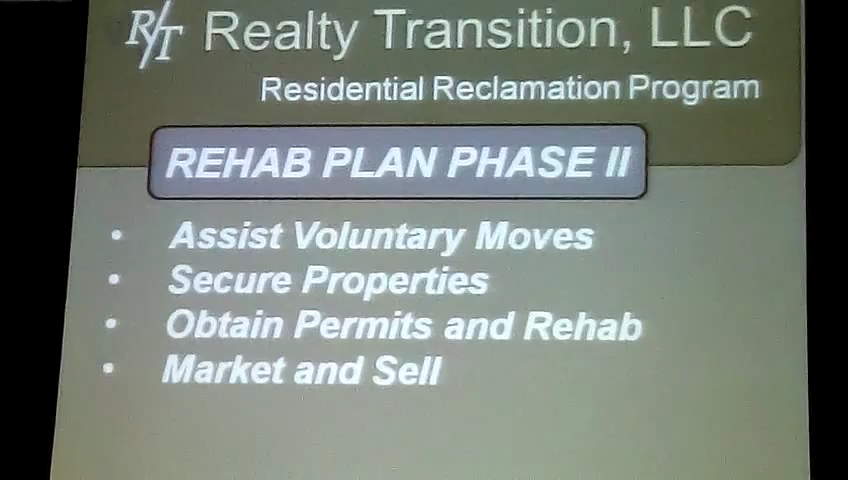 R/T Realty Transition, LLC
Residential Reclamation Program
REHAB PLAN PHASE II
• Assist Voluntary Moves
• Secure Properties
• Obtain Permits and Rehab
• Market and Sell